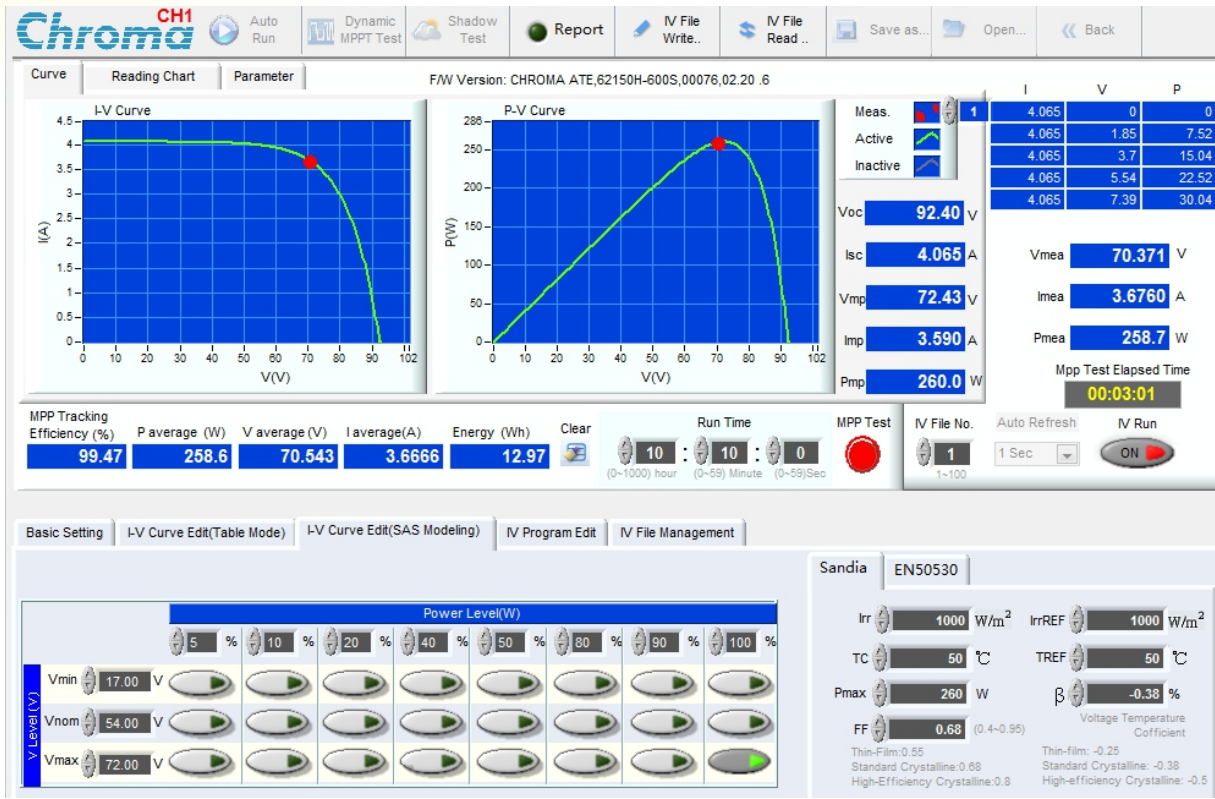 Chroma CH1
Auto Run
Dynamic MPPT Test
Shadow Test
Report
IV File Write..
IV File Read ..
Save as...
Open...
Back
Curve
Reading Chart
Parameter
F/W Version: CHROMA ATE,62150H-600S,00076,02.20 .6
I-V Curve
4.5
4
3.5
3
2.5
2
1.5
1
0.5
0
I(A)
0 10 20 30 40 50 60 70 80 90 102
V(V)
P-V Curve
286
250
200
150
100
50
0
P(W)
0 10 20 30 40 50 60 70 80 90 102
V(V)
Meas.
Active
Inactive
1
I V P
4.065 0 0
4.065 1.85 7.52
4.065 3.7 15.04
4.065 5.54 22.52
4.065 7.39 30.04
Voc 92.40 V
Isc 4.065 A
Vmp 72.43 V
Imp 3.590 A
Pmp 260.0 W
Vmea 70.371 V
Imea 3.6760 A
Pmea 258.7 W
Mpp Test Elapsed Time
00:03:01
MPP Tracking
Efficiency (%) P average (W) V average (V) I average(A) Energy (Wh) Clear
99.47 258.6 70.543 3.6666 12.97
Run Time
10 : 10 : 0
(0~1000) hour (0~59) Minute (0~59)Sec
MPP Test
IV File No.
1
1~100
Auto Refresh
1 Sec
IV Run
ON
Basic Setting
I-V Curve Edit(Table Mode)
I-V Curve Edit(SAS Modeling)
IV Program Edit
IV File Management
Power Level(W)
5 % 10 % 20 % 40 % 50 % 80 % 90 % 100 %
V Level (V)
Vmin 17.00 V
Vnom 54.00 V
Vmax 72.00 V
Sandia
EN50530
Irr 1000 W/m²
IrrREF 1000 W/m²
TC 50 ℃
TREF 50 ℃
Pmax 260 W
β -0.38 %
FF 0.68 (0.4~0.95)
Voltage Temperature
Cofficient
Thin-Film:0.55
Standard Crystalline:0.68
High-Efficiency Crystalline:0.8
Thin-film: -0.25
Standard Crystalline: -0.38
High-efficiency Crystalline: -0.5